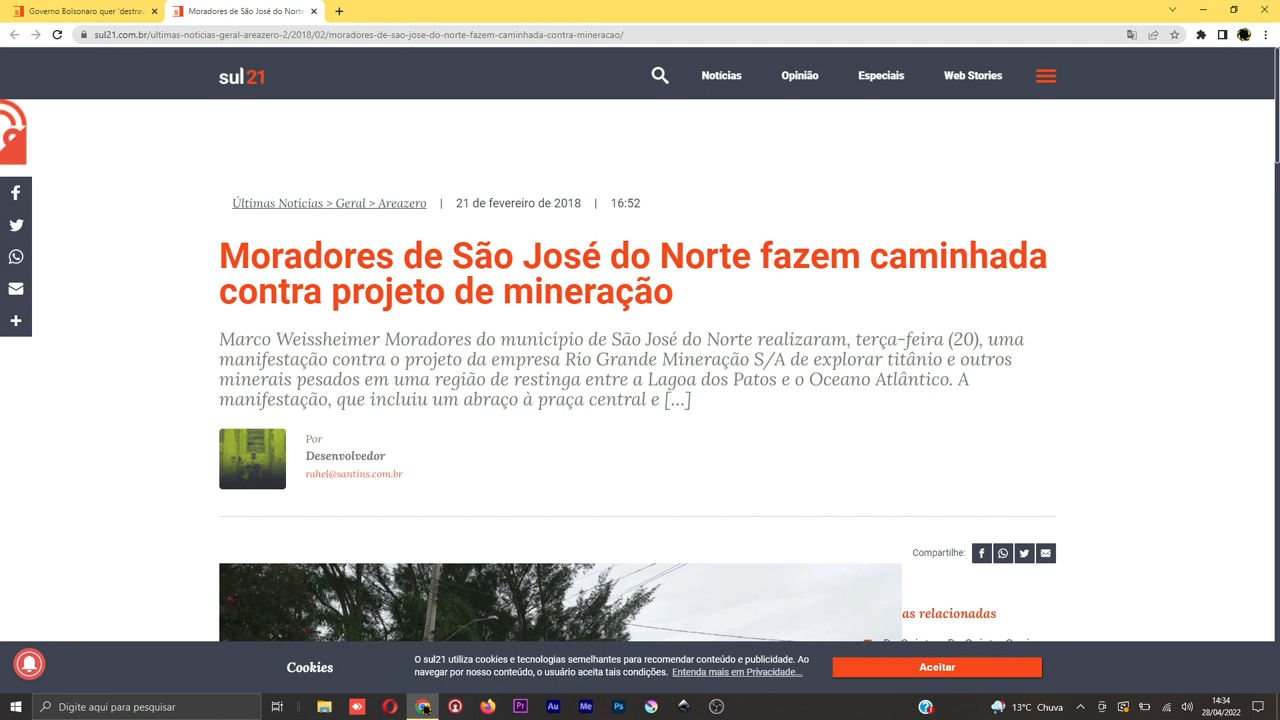 Governo Bolsonaro que 'destrav
Moradores de São José do Norte
sul21.com.br/ultimas-noticias-geral-areazero-2/2018/02/moradores-de-sao-jose-do-norte-fazem-caminhada-contra-mineracao/
sul21
Notícias
Opinião
Especiais
Web Stories
Últimas Notícias > Geral > Areazero | 21 de fevereiro de 2018 | 16:52
Moradores de São José do Norte fazem caminhada
contra projeto de mineração
Marco Weissheimer Moradores do município de São José do Norte realizaram, terça-feira (20), uma
manifestação contra o projeto da empresa Rio Grande Mineração S/A de explorar titânio e outros
minerais pesados em uma região de restinga entre a Lagoa dos Patos e o Oceano Atlântico. A
manifestação, que incluiu um abraço à praça central e [...]
Por
Desenvolvedor
rahel@santins.com.br
Compartilhe:
as relacionadas
Cookies
O sul21 utiliza cookies e tecnologias semelhantes para recomendar conteúdo e publicidade. Ao
navegar por nosso conteúdo, o usuário aceita tais condições. Entenda mais em Privacidade...
Aceitar
Digite aqui para pesquisar
Pr
Au
Me
Ps
13°C Chuva
14:34
28/04/2022